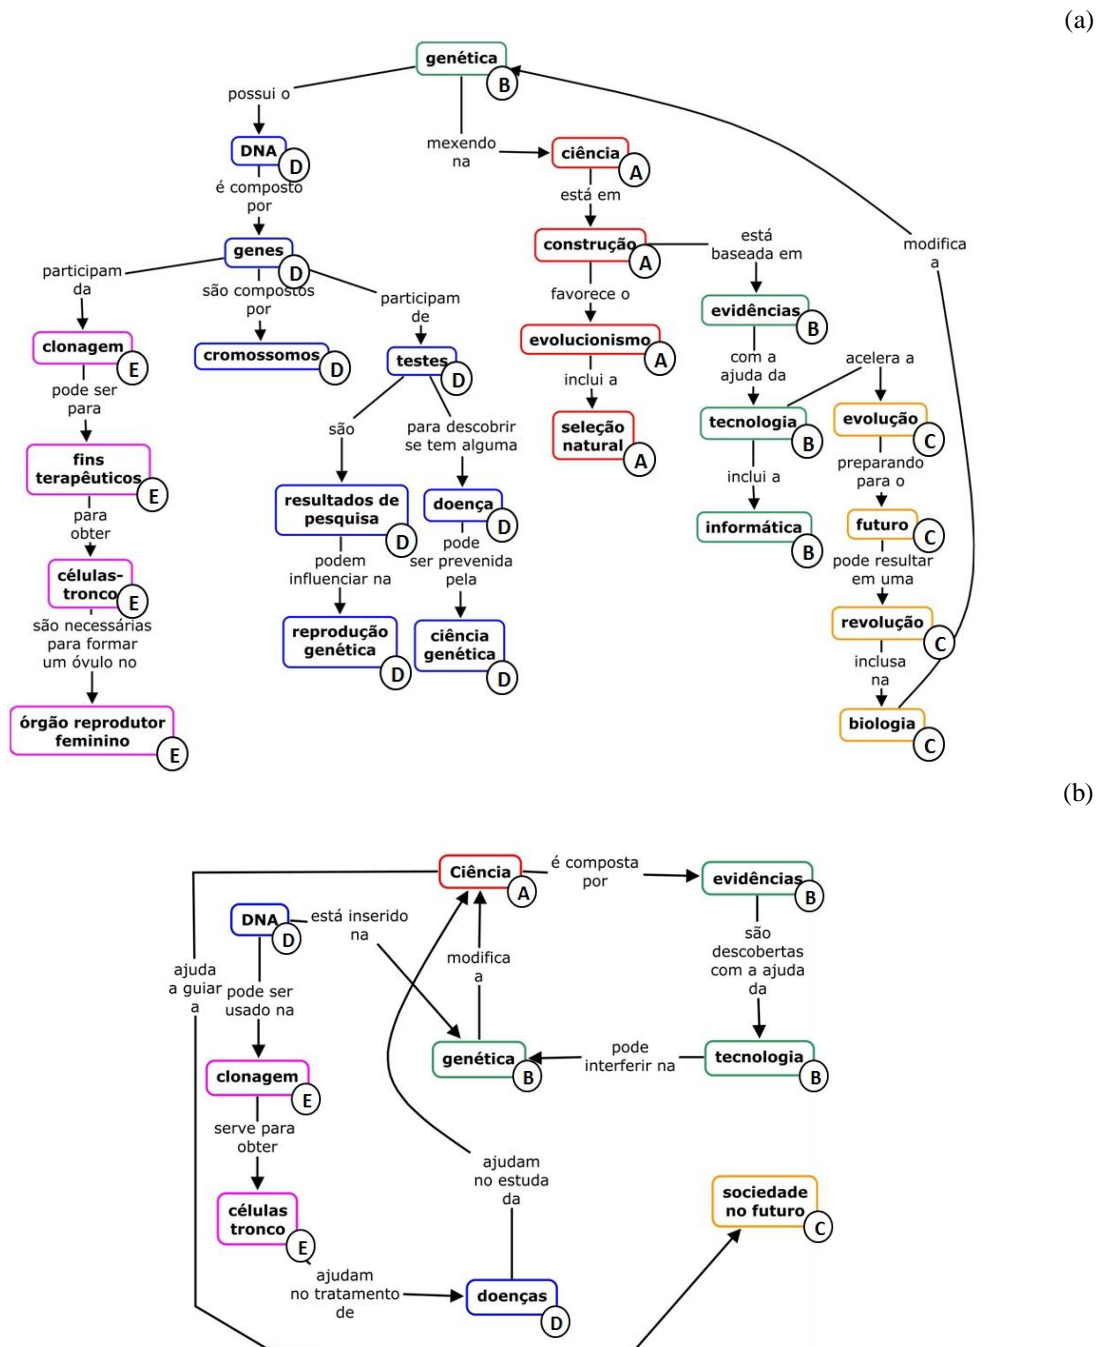 (a)
genética
B
possui o
mexendo
na
DNA
D
ciência
A
é composto
por
está em
genes
D
construção
A
está
baseada em
modifica
a
participam
da
são compostos
por
participam
de
favorece o
evidências
B
clonagem
E
cromossomos
D
testes
D
evolucionismo
A
com a
ajuda da
acelera a
pode ser
para
inclui a
são
para descobrir
se tem alguma
seleção
natural
A
tecnologia
B
evolução
C
fins
terapêuticos
E
inclui a
preparando
para o
resultados de
pesquisa
D
doença
D
informática
B
futuro
C
para
obter
podem
influenciar na
pode
ser prevenida
pela
pode resultar
em uma
células-
tronco
E
são necessárias
para formar
um óvulo no
reprodução
genética
D
ciência
genética
D
revolução
C
inclusa
na
órgão reprodutor
feminino
E
biologia
C
(b)
Ciência
A
é composta
por
evidências
B
DNA
D
está inserido
na
são
descobertas
com a ajuda
da
modifica
a
ajuda
a guiar
a
pode ser
usado na
genética
B
pode
interferir na
tecnologia
B
clonagem
E
serve para
obter
ajudam
no estuda
da
células
tronco
E
sociedade
no futuro
C
ajudam
no tratamento
de
doenças
D